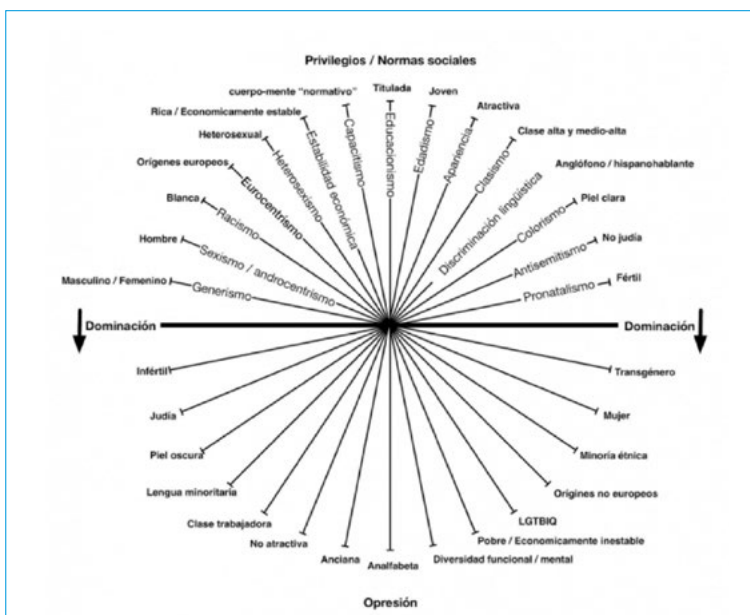 Privilegios / Normas sociales
Titulada
Joven
cuerpo-mente “normativo”
Atractiva
Rica / Economicamente estable
Clase alta y medio-alta
Heterosexual
Anglófono / hispanohablante
Orígenes europeos
Piel clara
Blanca
No judía
Hombre
Fértil
Masculino / Femenino
Generismo
Sexismo / androcentrismo
Racismo
Eurocentrismo
Heterosexismo
Estabilidad económica
Capacitismo
Educacionismo
Edadismo
Apariencia
Clasismo
Discriminación lingüística
Colorismo
Antisemitismo
Pronatalismo
Dominación
Dominación
Infértil
Transgénero
Judía
Mujer
Piel oscura
Minoría étnica
Lengua minoritaria
Orígines no europeos
Clase trabajadora
LGTBIQ
No atractiva
Pobre / Economicamente inestable
Anciana
Analfabeta
Diversidad funcional / mental
Opresión